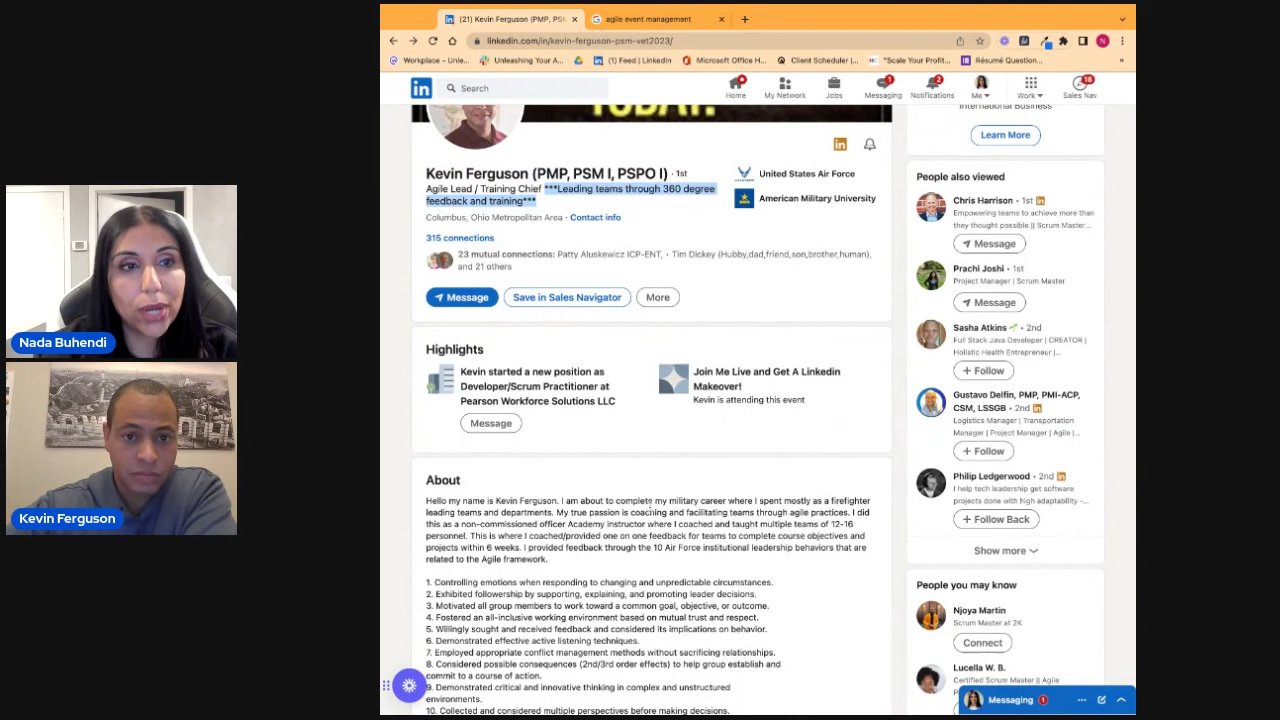 (21) Kevin Ferguson (PMP, PS
agile event management
linkedin.com/in/kevin-ferguson-psm-vet2023/
Workplace - Unle...
Unleashing Your A...
(1) Feed | LinkedIn
Microsoft Office H...
Client Scheduler |...
"Scale Your Profit...
Résumé Question...
in
Search
Home
My Network
Jobs
Messaging
1
Notifications
2
Me
Work
Sales Nav
18
TODAY!
Kevin Ferguson (PMP, PSM I, PSPO I) · 1st
Agile Lead / Training Chief ***Leading teams through 360 degree
feedback and training***
Columbus, Ohio Metropolitan Area · Contact info
315 connections
23 mutual connections: Patty Aluskewicz ICP-ENT, • Tim Dickey (Hubby,dad,friend,son,brother,human),
and 21 others
United States Air Force
American Military University
Message
Save in Sales Navigator
More
Highlights
Kevin started a new position as
Developer/Scrum Practitioner at
Pearson Workforce Solutions LLC
Message
Join Me Live and Get A Linkedin
Makeover!
Kevin is attending this event
About
Hello my name is Kevin Ferguson. I am about to complete my military career where I spent mostly as a firefighter
leading teams and departments. My true passion is coaching and facilitating teams through agile practices. I did
this as a non-commissioned officer Academy instructor where I coached and taught multiple teams of 12-16
personnel. This is where I coached/provided one on one feedback for teams to complete course objectives and
projects within 6 weeks. I provided feedback through the 10 Air Force institutional leadership behaviors that are
related to the Agile framework.
1. Controlling emotions when responding to changing and unpredictable circumstances.
2. Exhibited followership by supporting, explaining, and promoting leader decisions.
3. Motivated all group members to work toward a common goal, objective, or outcome.
4. Fostered an all-inclusive working environment based on mutual trust and respect.
5. Willingly sought and received feedback and considered its implications on behavior.
6. Demonstrated effective active listening techniques.
7. Employed appropriate conflict management methods without sacrificing relationships.
8. Considered possible consequences (2nd/3rd order effects) to help group establish and
commit to a course of action.
9. Demonstrated critical and innovative thinking in complex and unstructured
environments.
10. Collected and considered multiple perspectives before making decisions.
International Business
Learn More
People also viewed
Chris Harrison · 1st
Empowering teams to achieve more than
they thought possible || Scrum Master...
Message
Prachi Joshi · 1st
Project Manager | Scrum Master
Message
Sasha Atkins · 2nd
Full Stack Java Developer | CREATOR |
Holistic Health Entrepreneur |...
+ Follow
Gustavo Delfin, PMP, PMI-ACP,
CSM, LSSGB · 2nd
Logistics Manager | Transportation
Manager | Project Manager | Agile |...
+ Follow
Philip Ledgerwood · 2nd
I help tech leadership get software
projects done with high adaptability -...
+ Follow Back
Show more
People you may know
Njoya Martin
Scrum Master at 2K
Connect
Lucella W. B.
Certified Scrum Master || Agile
Messaging
1
Nada Buhendi
Kevin Ferguson